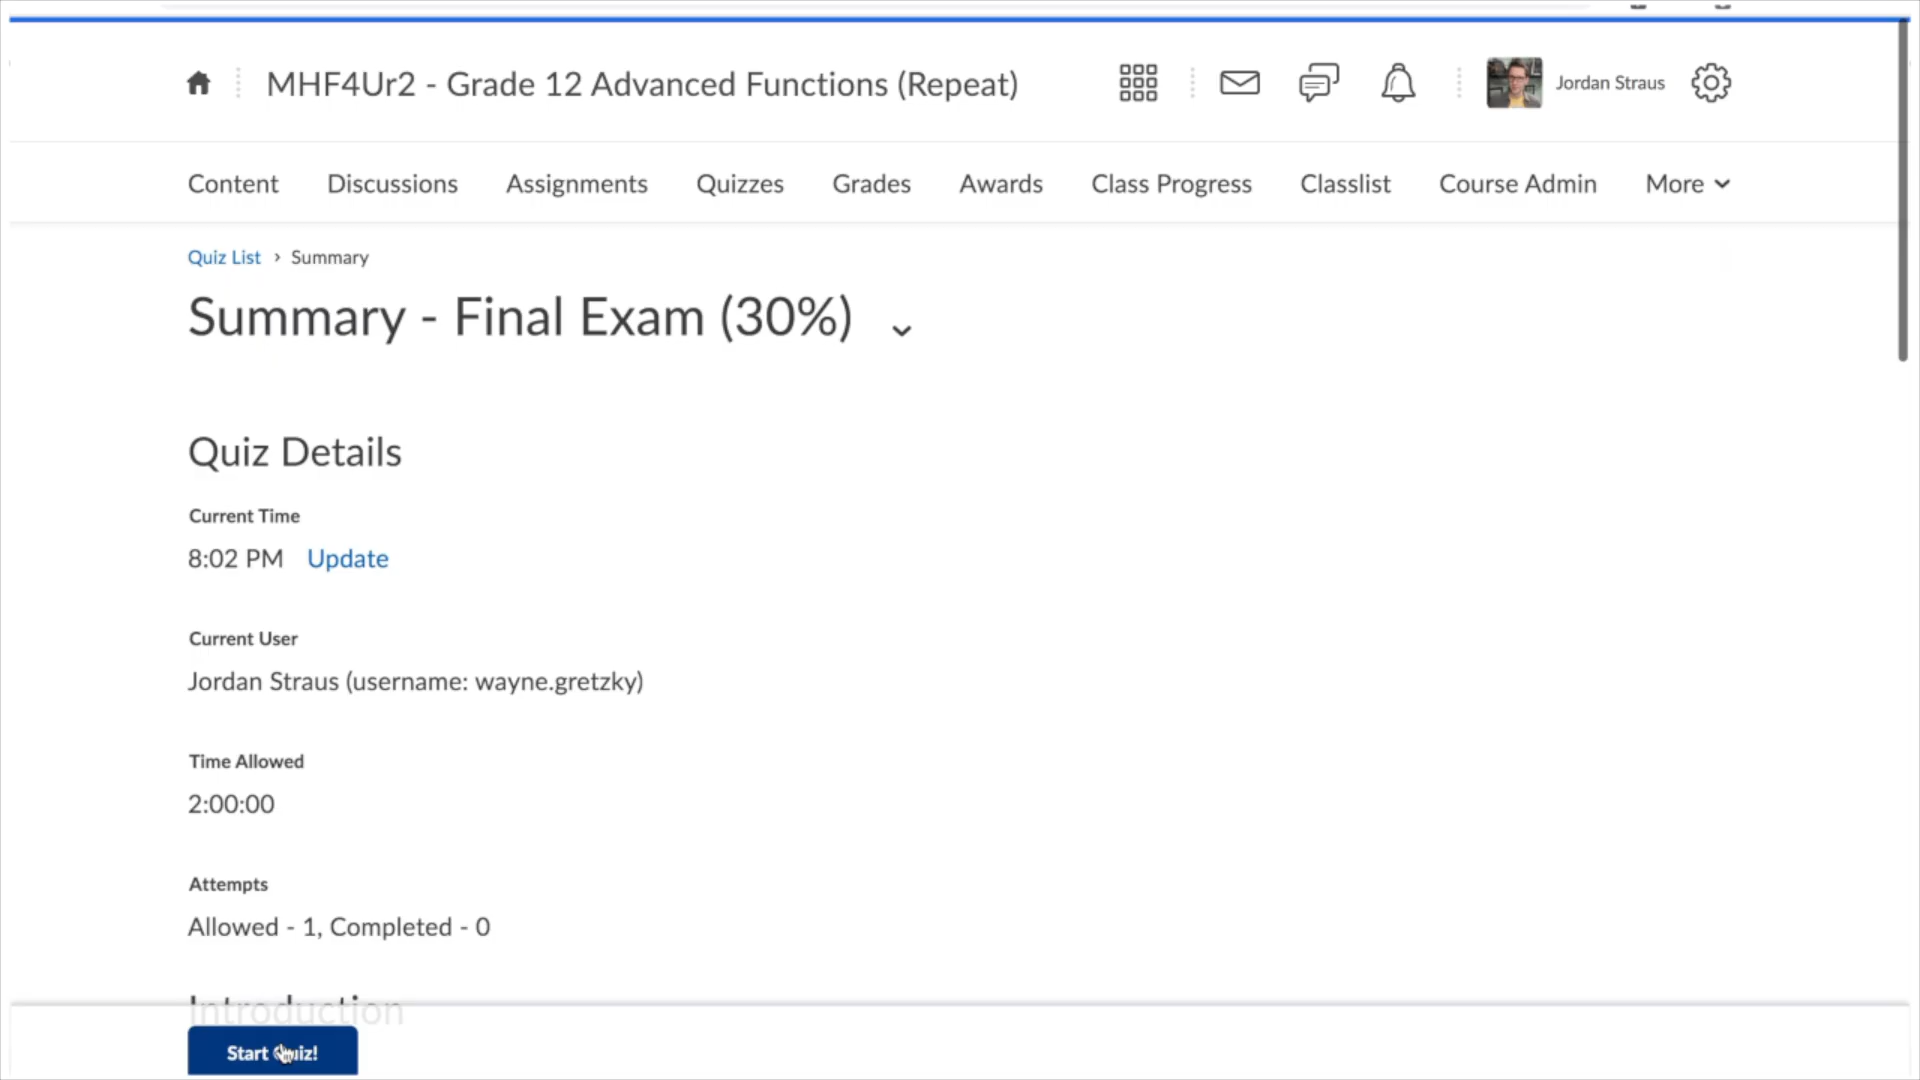 MHF4Ur2 - Grade 12 Advanced Functions (Repeat)
Jordan Straus
Content Discussions Assignments Quizzes Grades Awards Class Progress Classlist Course Admin More
Quiz List › Summary
Summary - Final Exam (30%)
Quiz Details
Current Time
8:02 PM Update
Current User
Jordan Straus (username: wayne.gretzky)
Time Allowed
2:00:00
Attempts
Allowed - 1, Completed - 0
Introduction
Start Quiz!